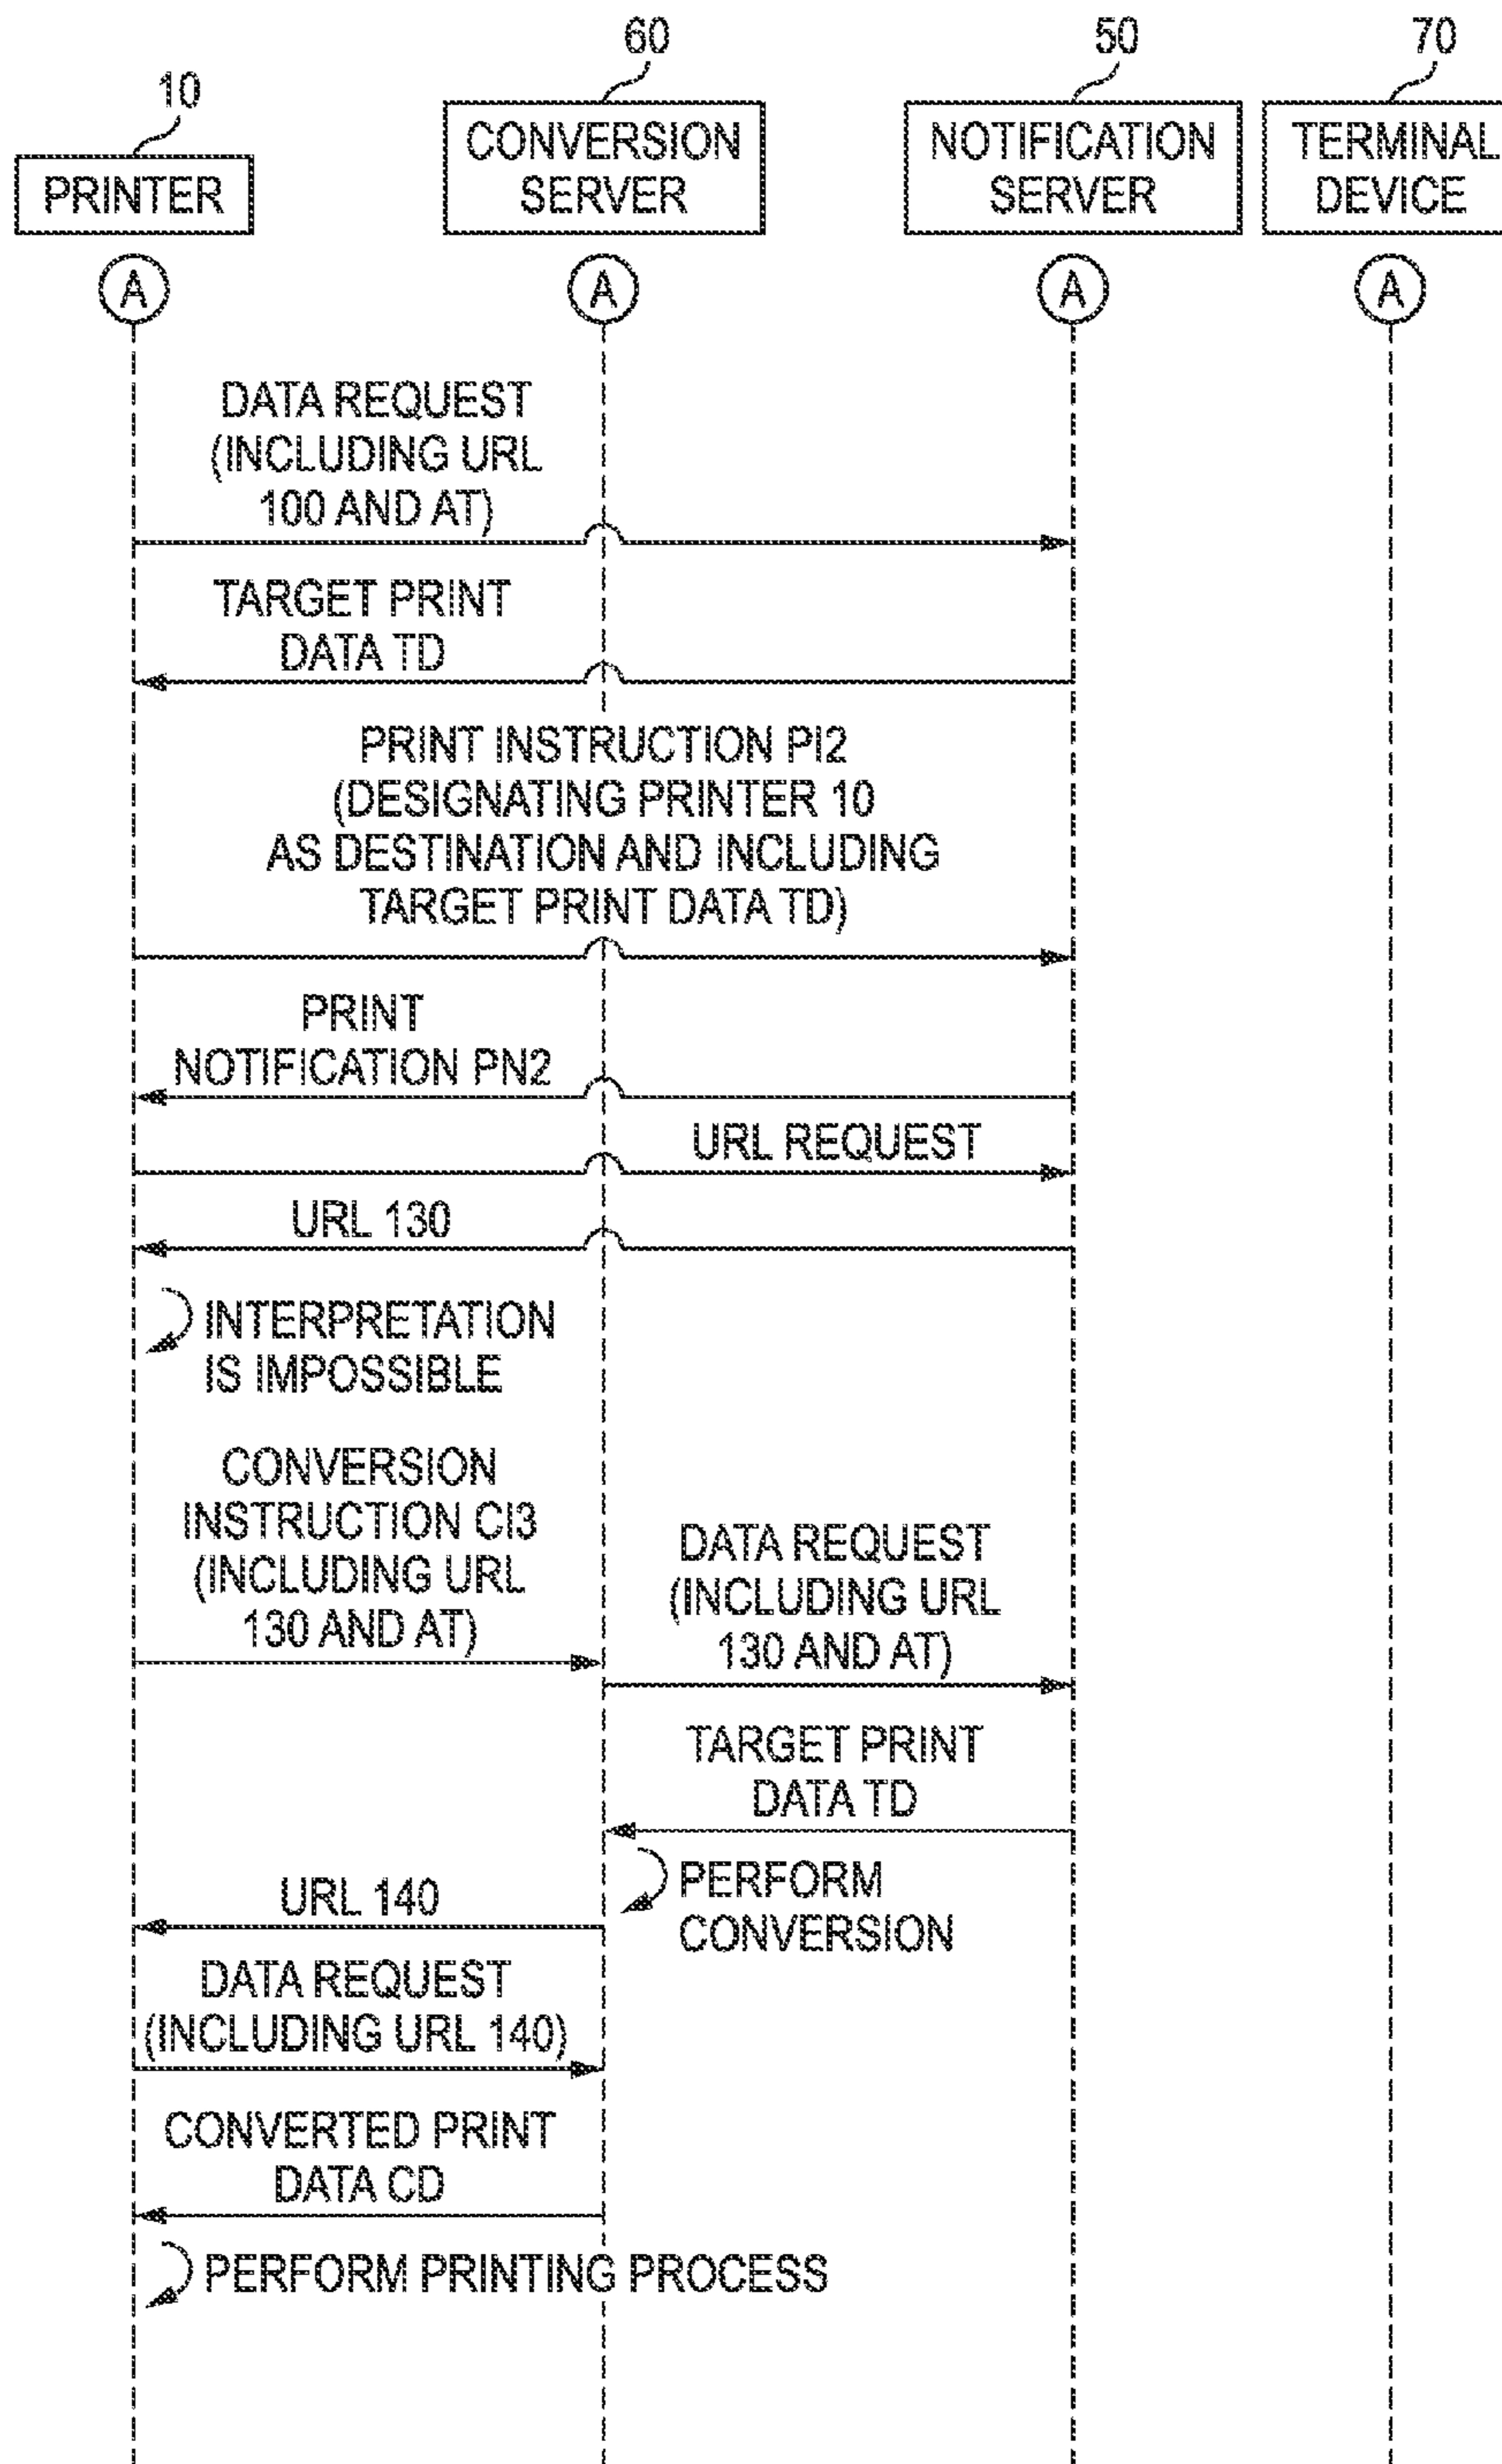 60
50
70
10
CONVERSION
SERVER
NOTIFICATION
SERVER
TERMINAL
DEVICE
PRINTER
A
A
A
A
DATA REQUEST
(INCLUDING URL
100 AND AT)
TARGET PRINT
DATA TD
PRINT INSTRUCTION PI2
(DESIGNATING PRINTER 10
AS DESTINATION AND INCLUDING
TARGET PRINT DATA TD)
PRINT
NOTIFICATION PN2
URL REQUEST
URL 130
INTERPRETATION
IS IMPOSSIBLE
CONVERSION
INSTRUCTION CI3
(INCLUDING URL
130 AND AT)
DATA REQUEST
(INCLUDING URL
130 AND AT)
TARGET PRINT
DATA TD
PERFORM
CONVERSION
URL 140
DATA REQUEST
(INCLUDING URL 140)
CONVERTED PRINT
DATA CD
PERFORM PRINTING PROCESS